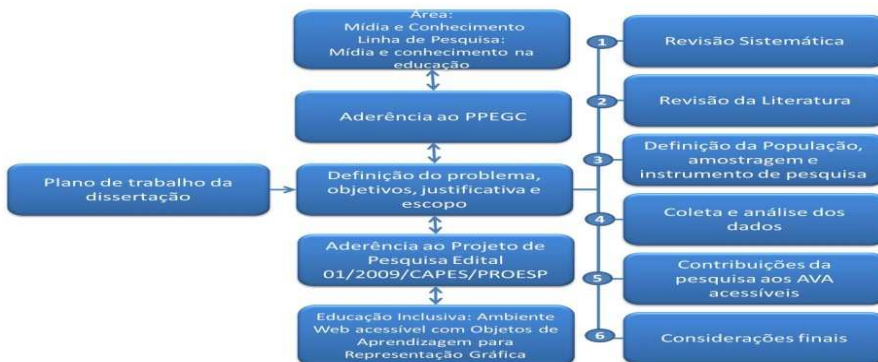 Plano de trabalho da
dissertação
Área:
Mídia e Conhecimento
Linha de Pesquisa:
Mídia e conhecimento na
educação
Aderência ao PPEGC
Definição do problema,
objetivos, justificativa e
escopo
Aderência ao Projeto de
Pesquisa Edital
01/2009/CAPES/PROESP
Educação Inclusiva: Ambiente
Web acessível com Objetos de
Aprendizagem para
Representação Gráfica
1
Revisão Sistemática
2
Revisão da Literatura
3
Definição da População,
amostragem e
instrumento de pesquisa
4
Coleta e análise dos
dados
5
Contribuições da
pesquisa aos AVA
acessíveis
6
Considerações finais